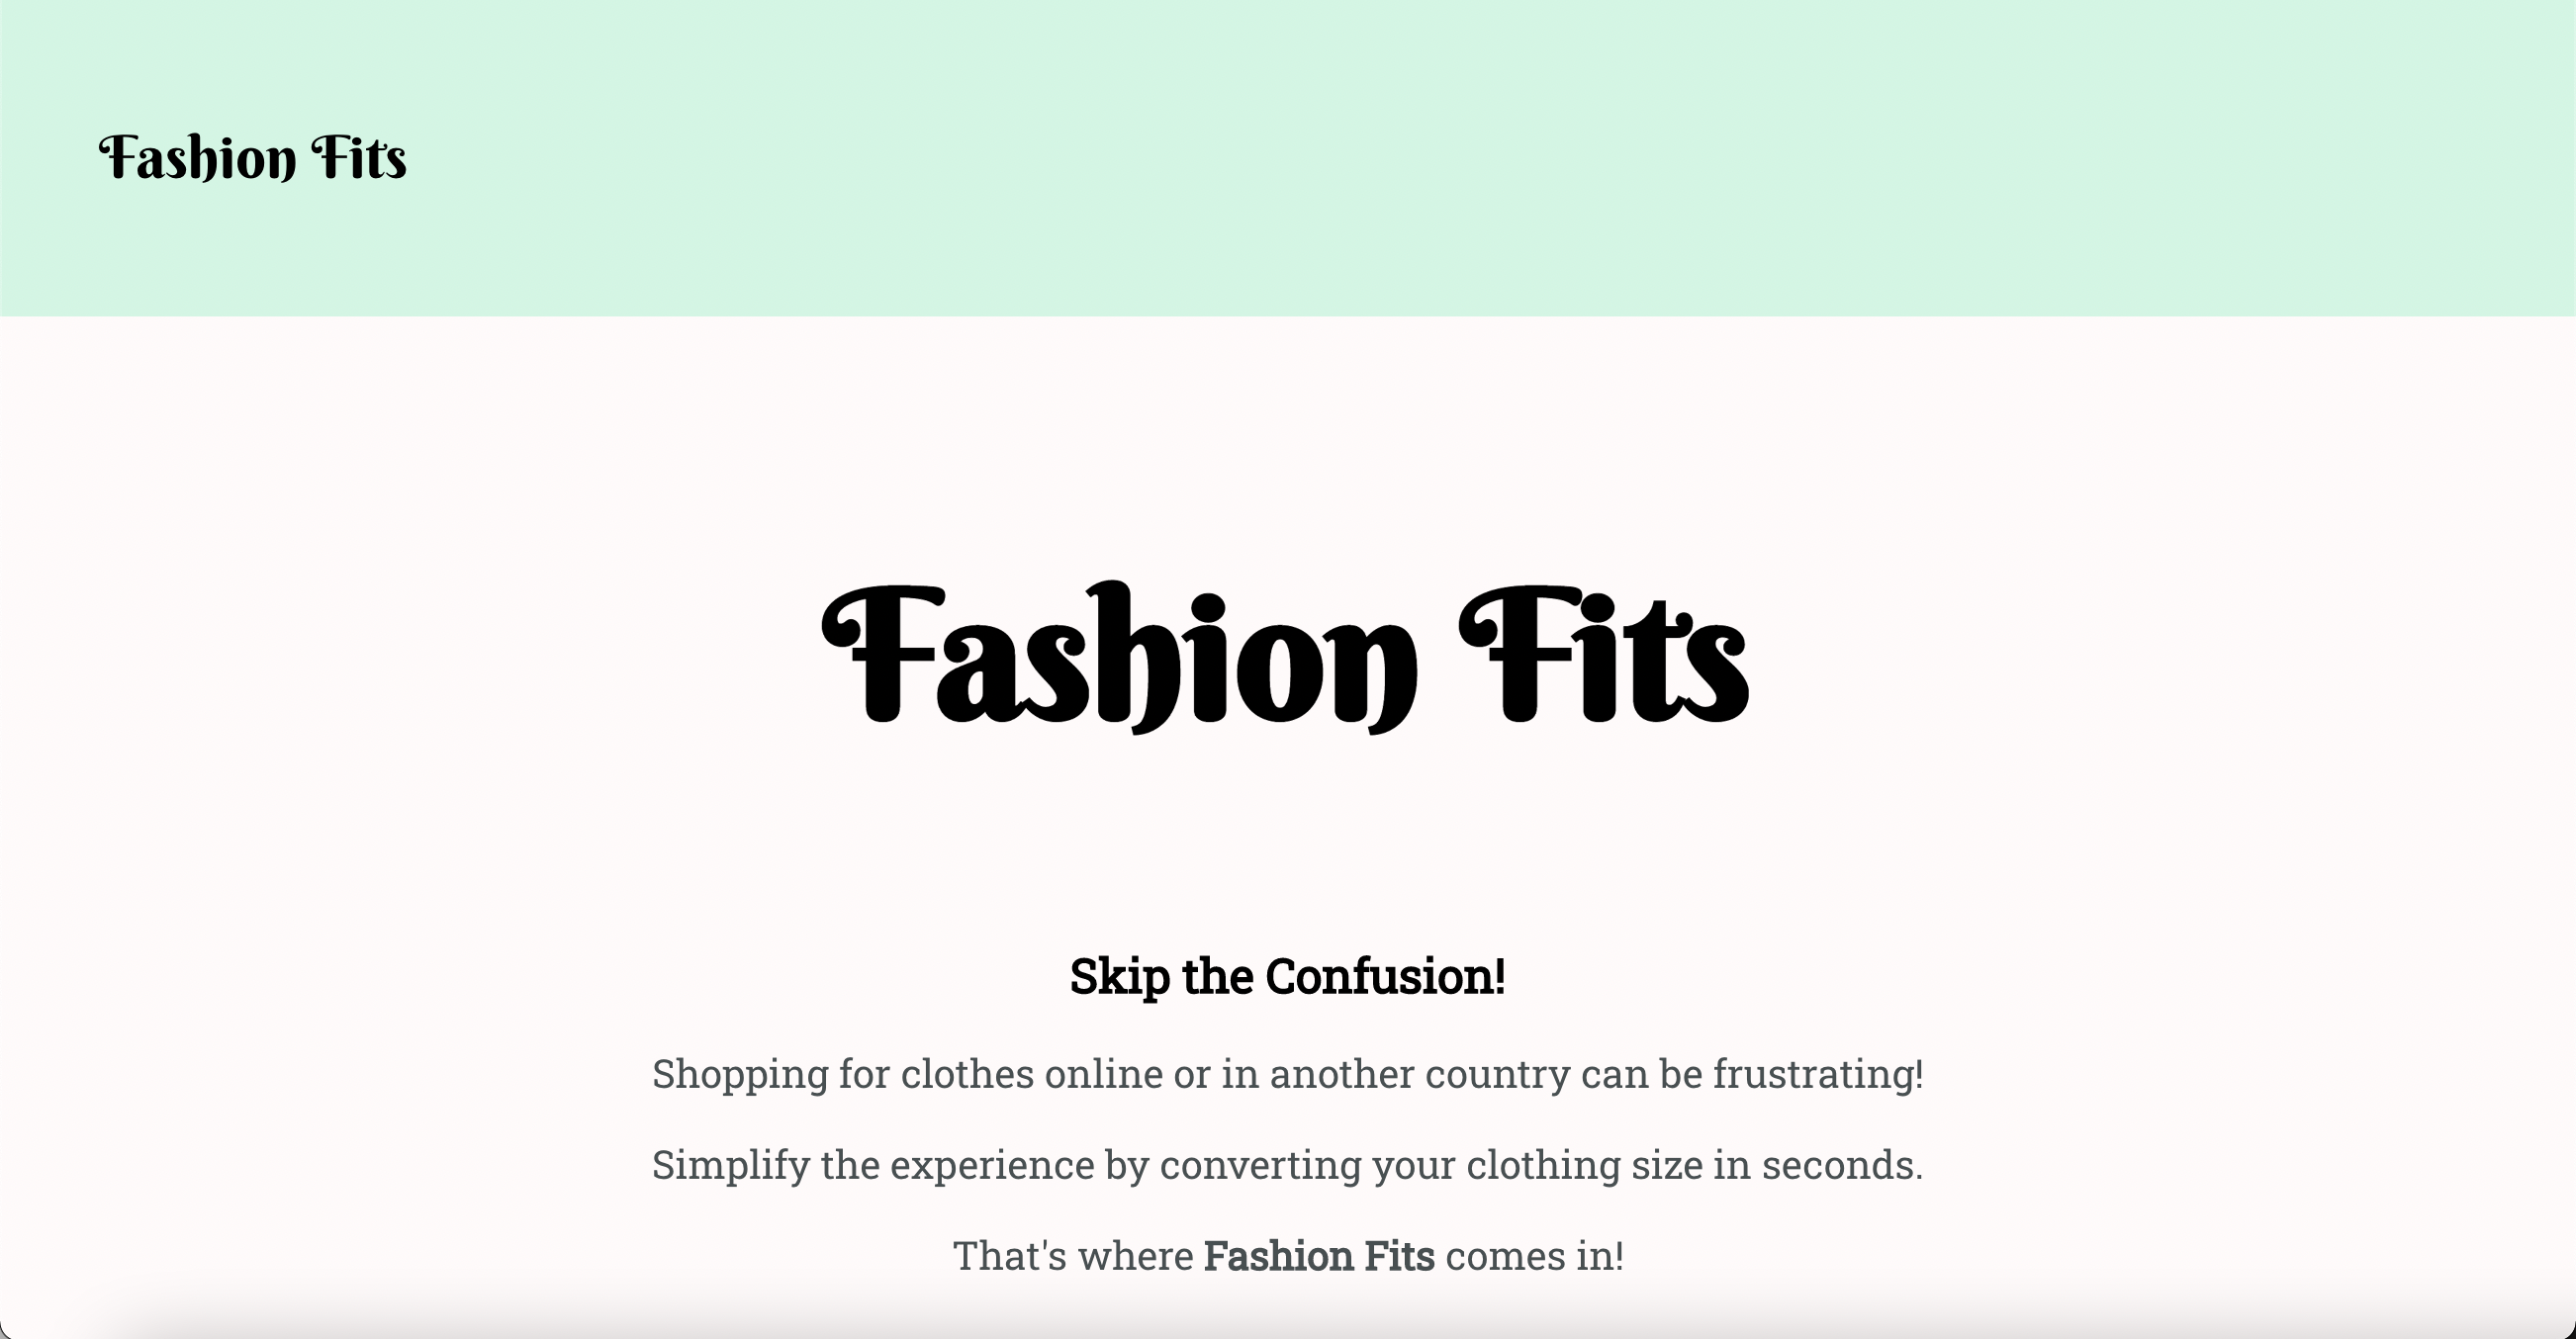 Fashion Fits
Fashion Fits
Skip the Confusion!
Shopping for clothes online or in another country can be frustrating!
Simplify the experience by converting your clothing size in seconds.
That's where Fashion Fits comes in!